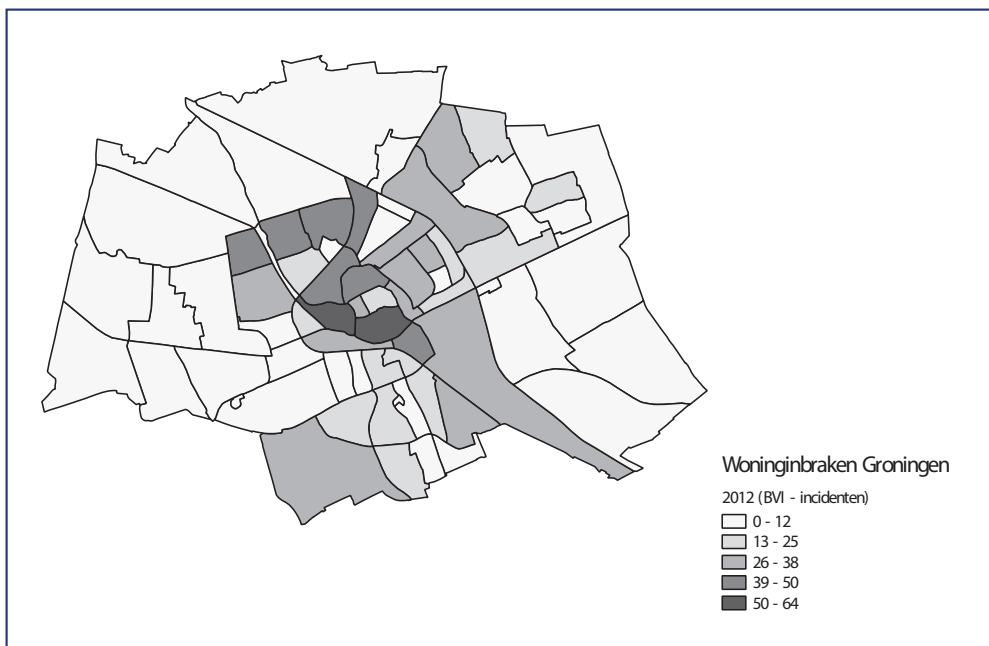 Woninginbraken Groningen
2012 (BVI - incidenten)
0 - 12
13 - 25
26 - 38
39 - 50
50 - 64